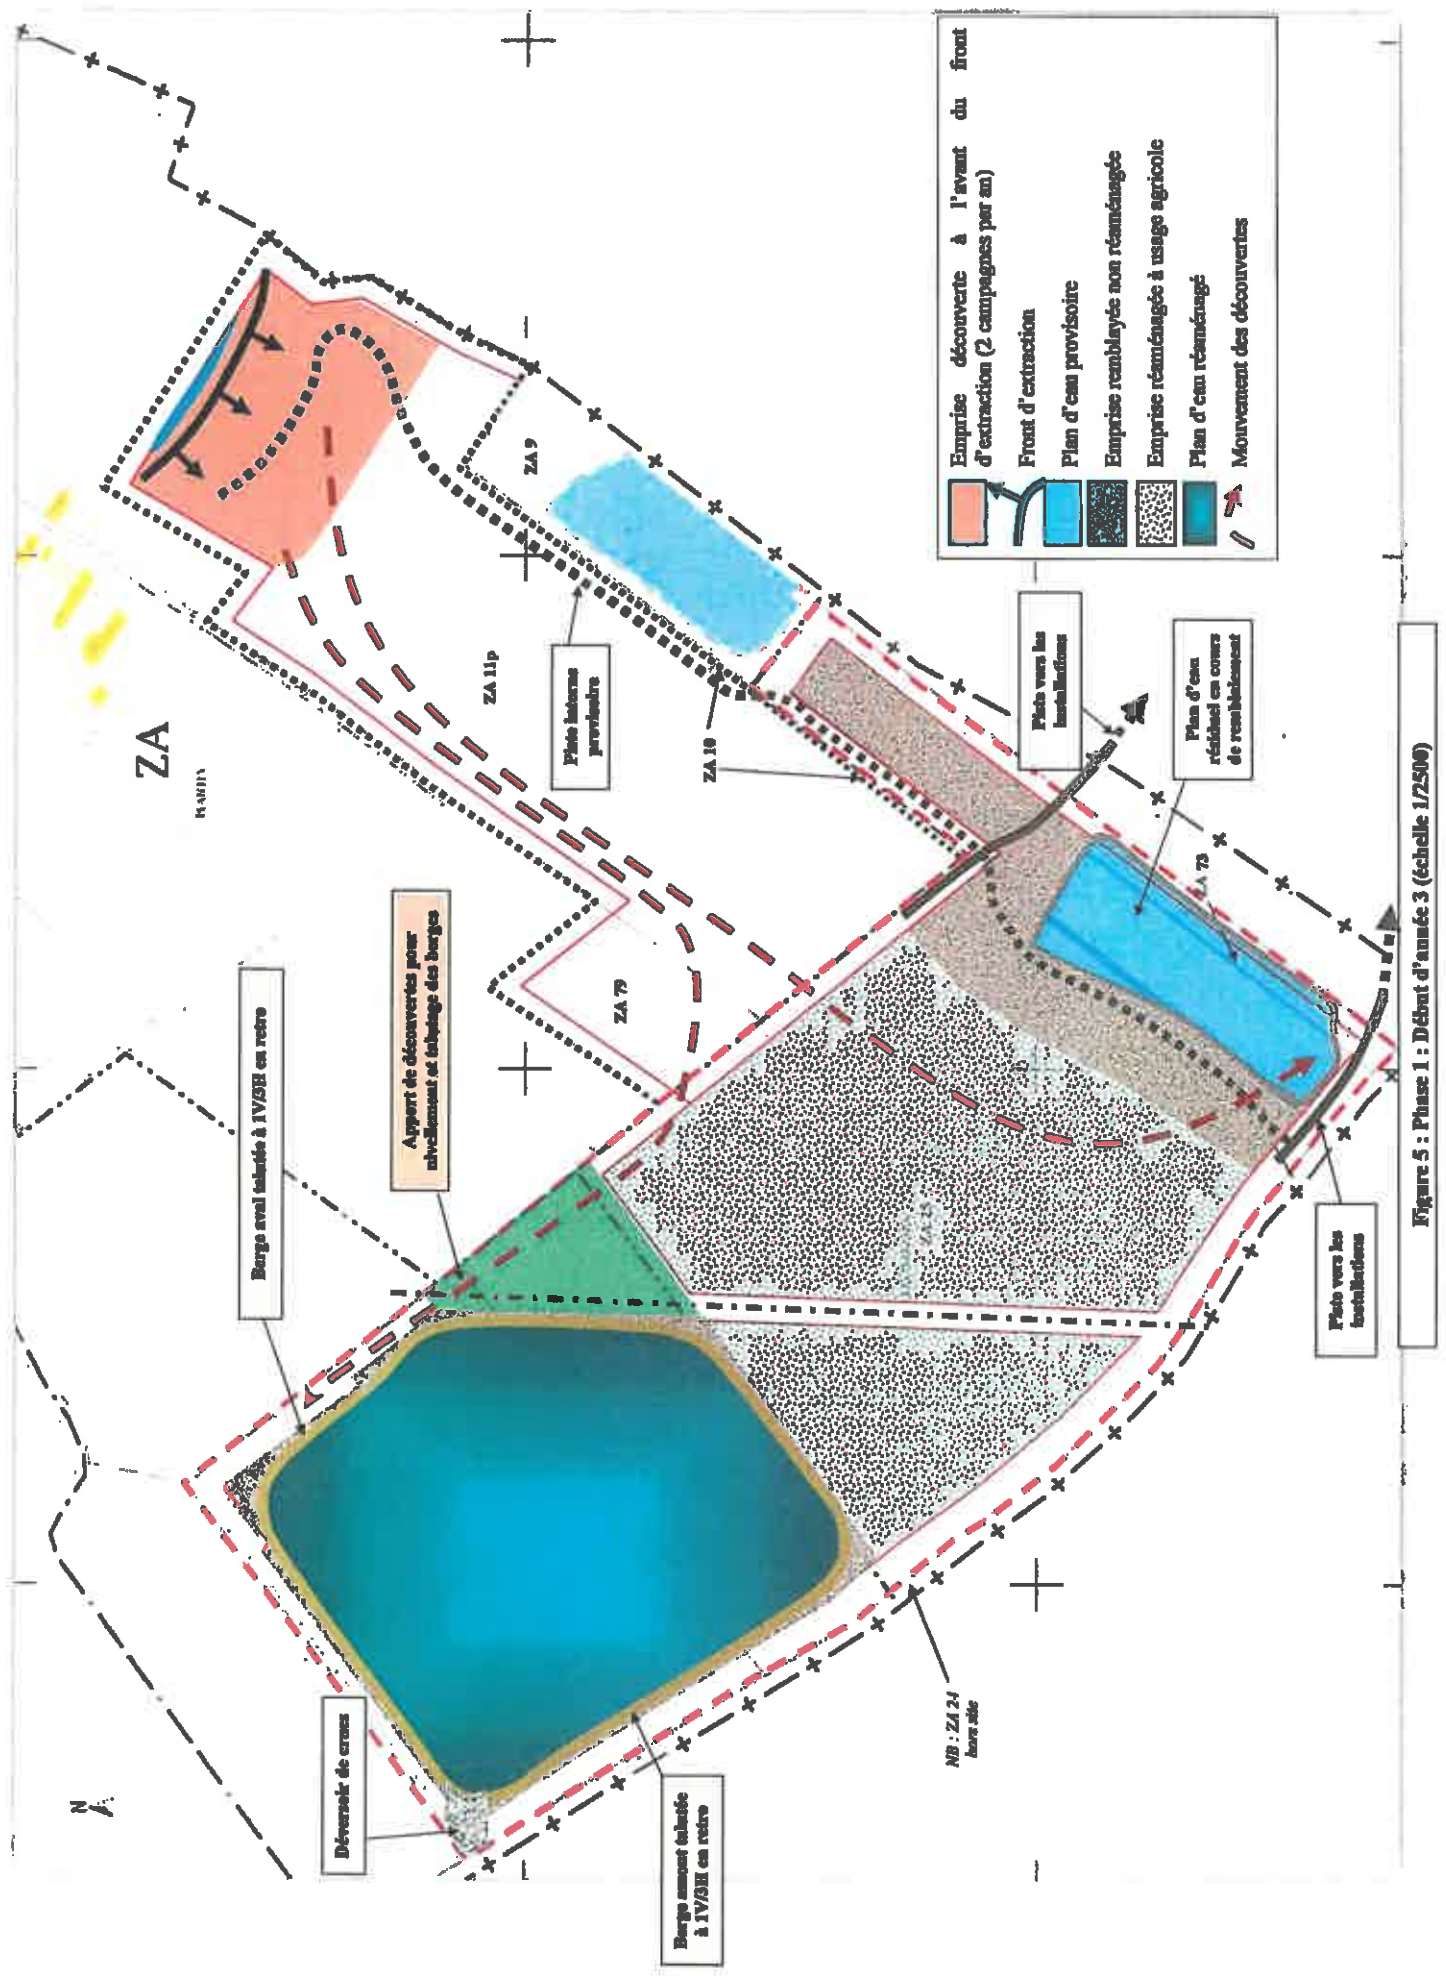 N
Déversoir de crues
Berge aval talutée à 1V/3H en retro
Apport de découvertes pour
nivellement et talutage des berges
ZA
ZA 79
ZA 11p
Piste interne
provisoire
ZA 9
ZA 10
Berge amont talutée
à 1V/3H en retro
NB : ZA 24
hors site
ZA 25
ZA 73
Piste vers les
installations
Plan d'eau
résiduel en cours
de remblaiement
Piste vers les
installations
Emprise découverte à l'avant du front
d'extraction (2 campagnes par an)
Front d'extraction
Plan d'eau provisoire
Emprise remblayée non réaménagée
Emprise réaménagée à usage agricole
Plan d'eau réaménagé
Mouvement des découvertes
Figure 5 : Phase 1 : Début d'année 3 (échelle 1/2500)